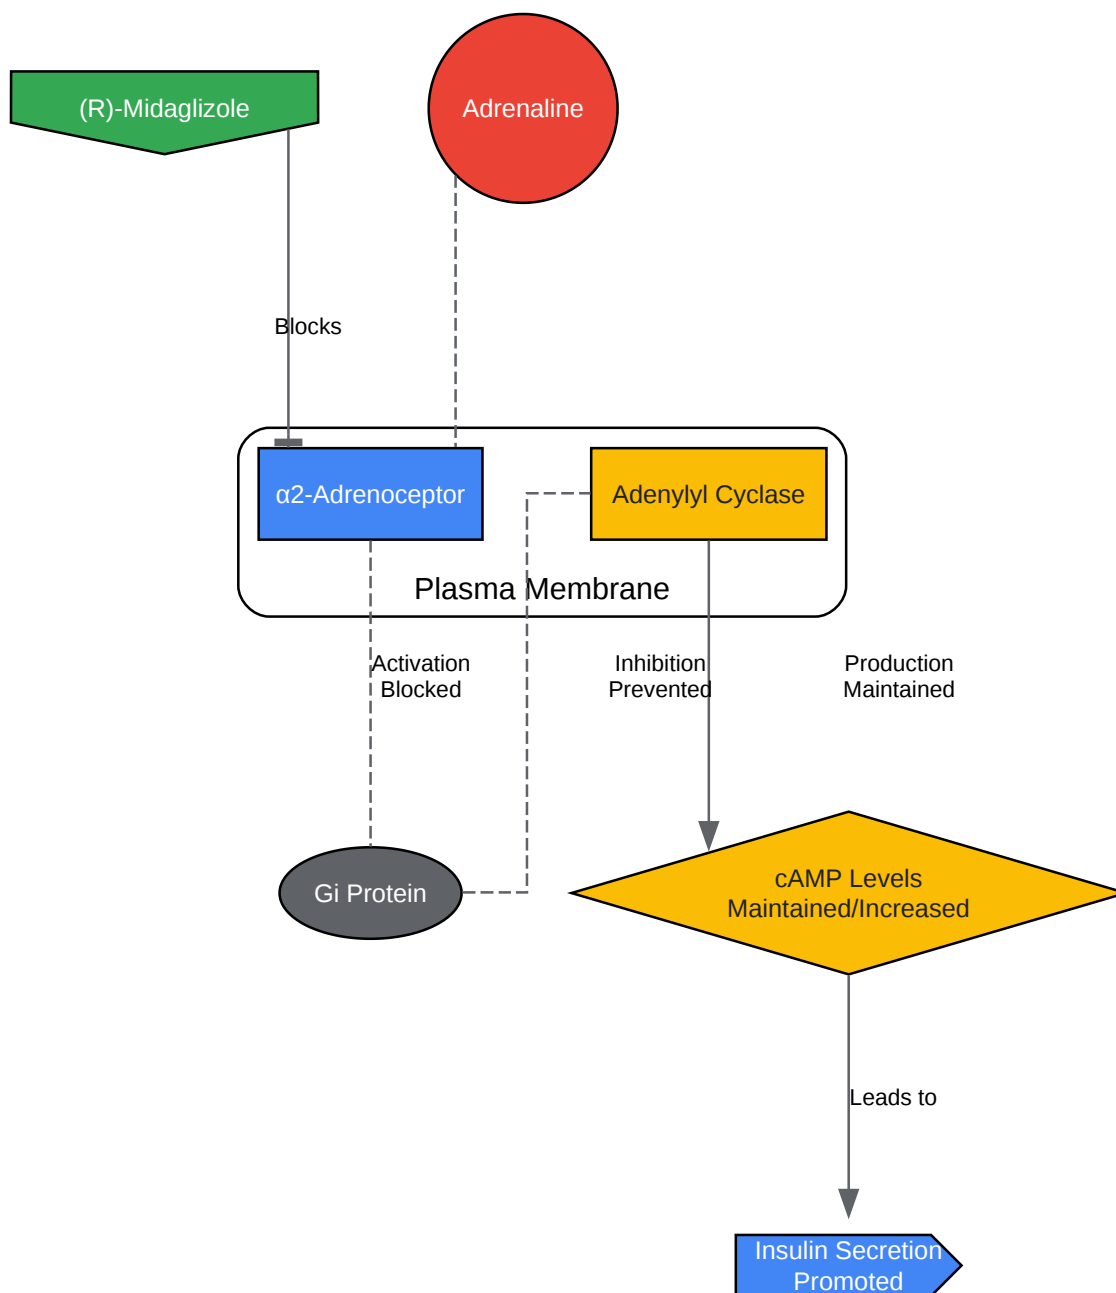 (R)-Midaglizole
Adrenaline
Blocks
α2-Adrenoceptor
Adenylyl Cyclase
Plasma Membrane
Activation
Blocked
Inhibition
Prevented
Production
Maintained
Gi Protein
cAMP Levels
Maintained/Increased
Leads to
Insulin Secretion
Promoted